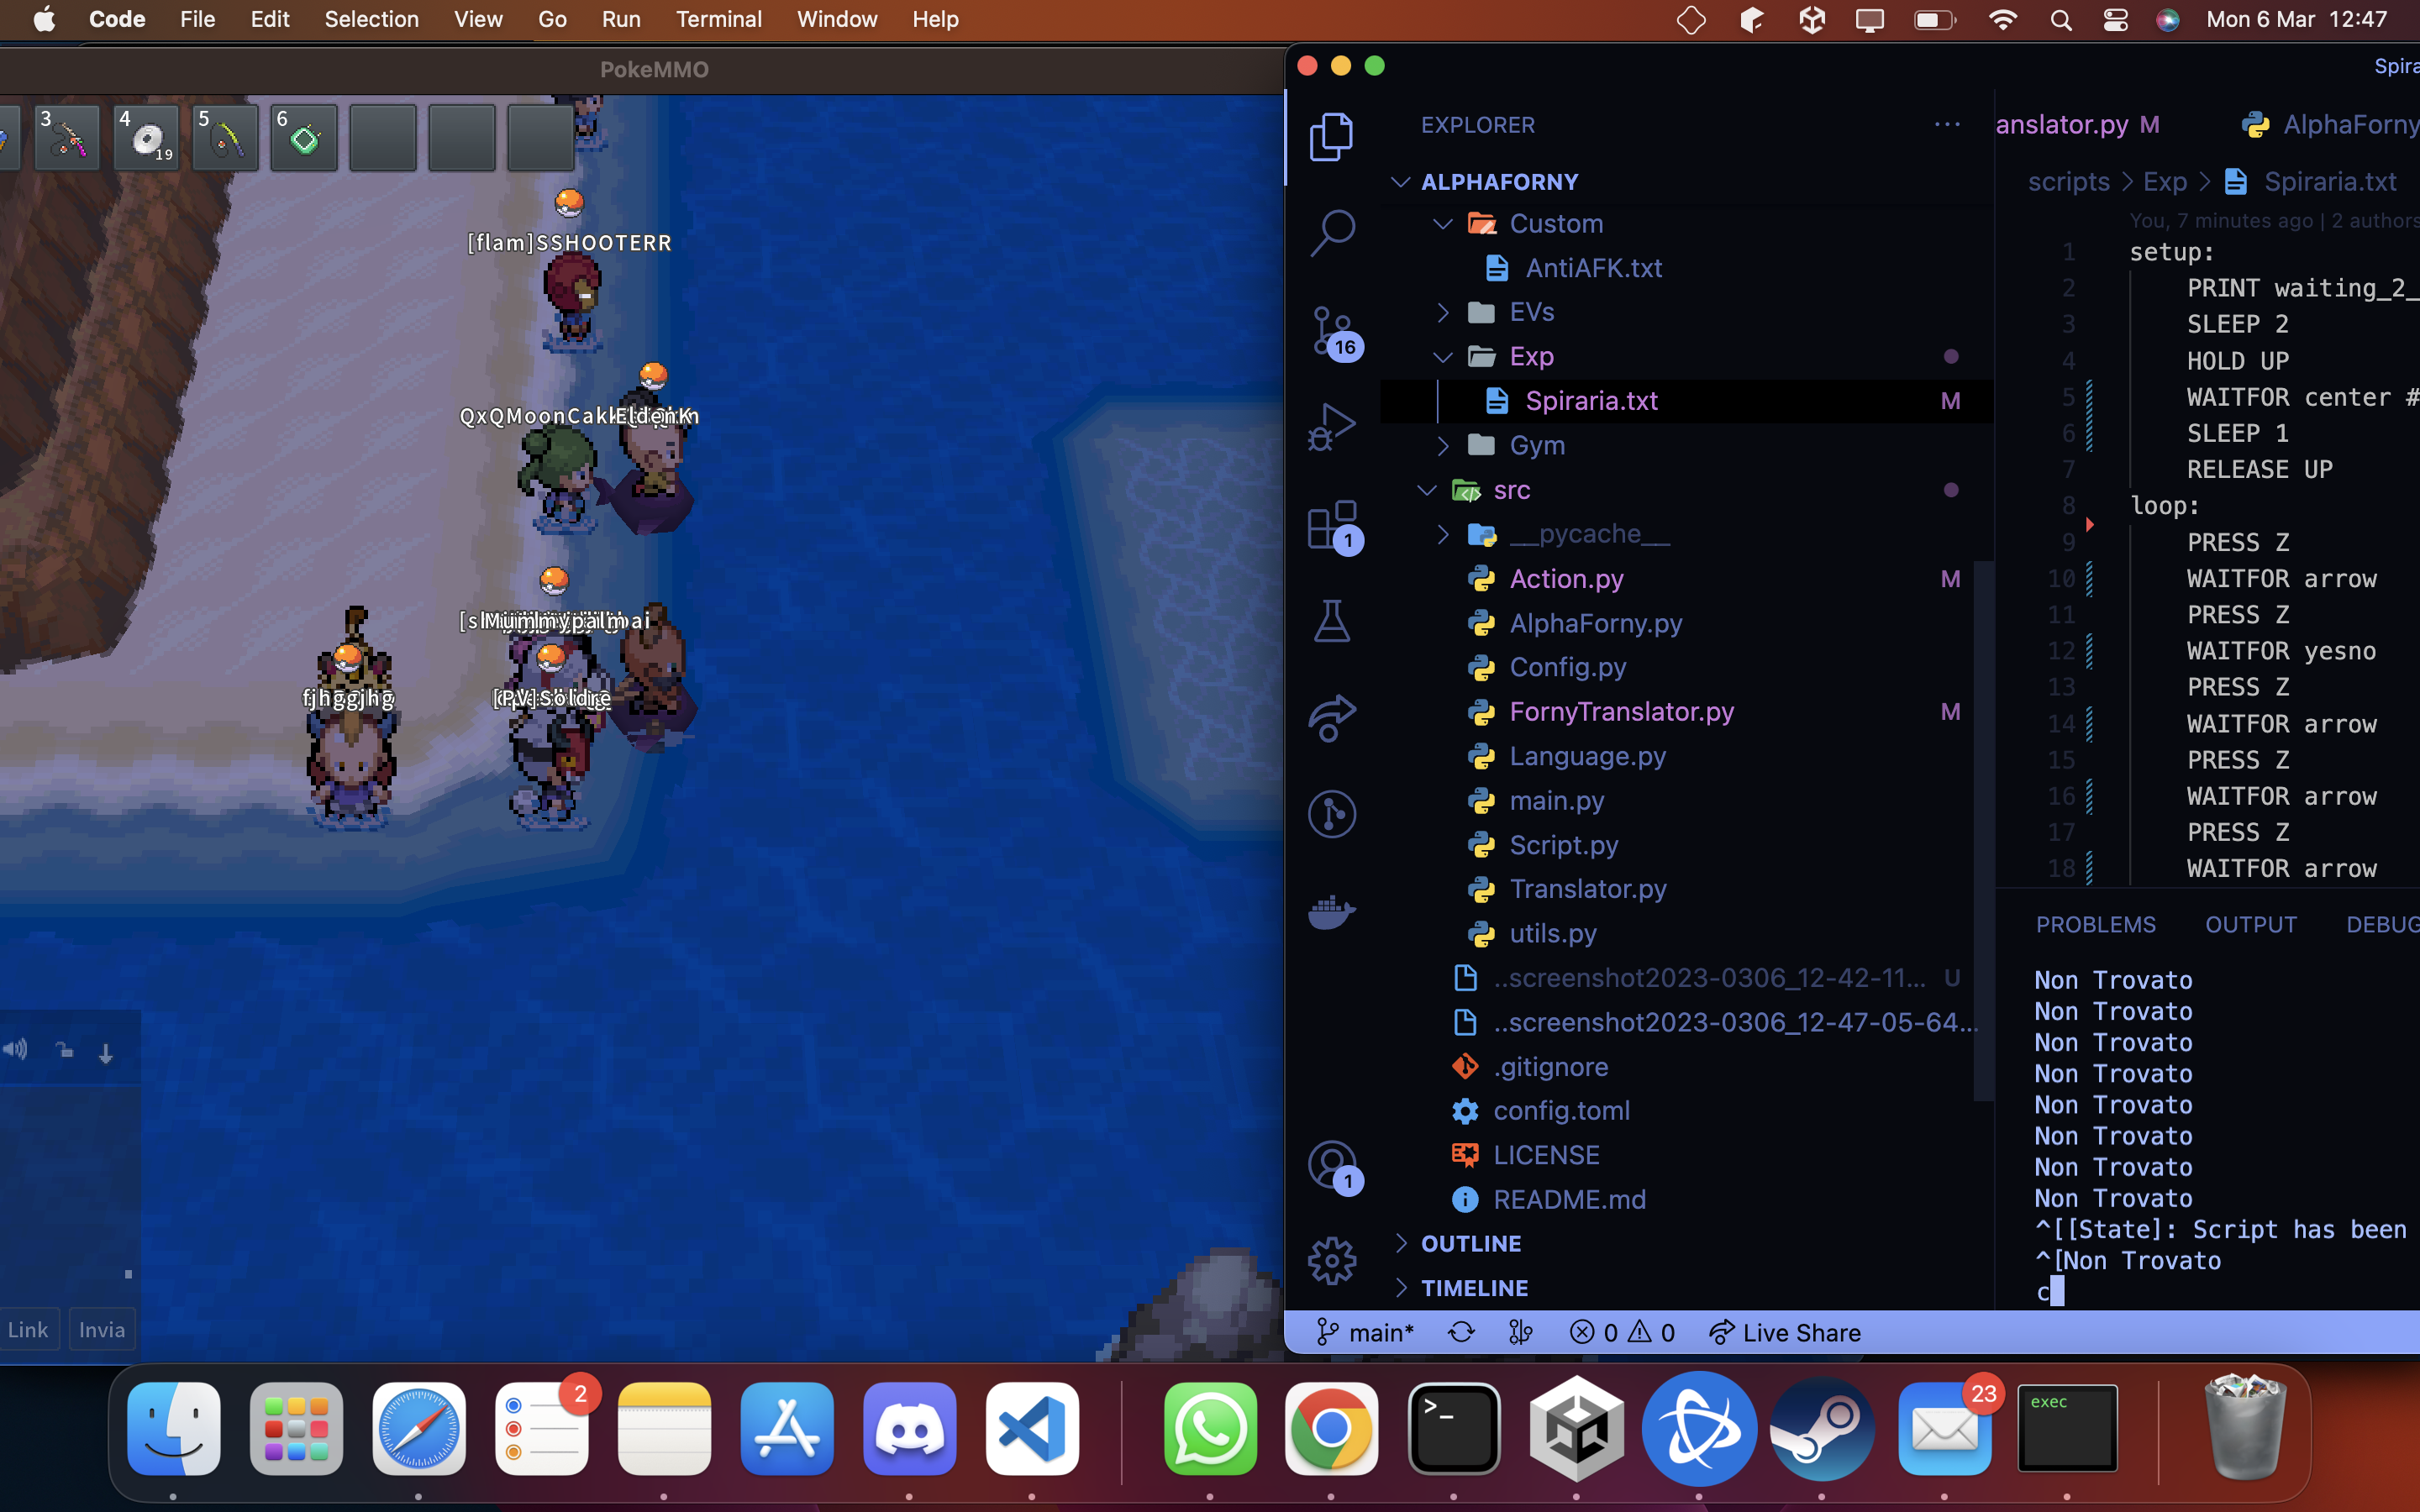 Code File Edit Selection View Go Run Terminal Window Help
Mon 6 Mar 12:47
PokeMMO
3 4 19 5 6
[flam]SSHOOTERR
fjhggjhg
Link Invia
Spira
EXPLORER
ALPHAFORNY
Custom
AntiAFK.txt
EVs
Exp
Spiraria.txt M
Gym
src
__pycache__
Action.py M
AlphaForny.py
Config.py
FornyTranslator.py M
Language.py
main.py
Script.py
Translator.py
utils.py
..screenshot2023-0306_12-42-11... U
..screenshot2023-0306_12-47-05-64...
.gitignore
config.toml
LICENSE
README.md
OUTLINE
TIMELINE
16
1
1
anslator.py M AlphaForny
scripts > Exp > Spiraria.txt
You, 7 minutes ago | 2 authors
1 setup:
2 PRINT waiting_2_
3 SLEEP 2
4 HOLD UP
5 WAITFOR center #
6 SLEEP 1
7 RELEASE UP
8 loop:
9 PRESS Z
10 WAITFOR arrow
11 PRESS Z
12 WAITFOR yesno
13 PRESS Z
14 WAITFOR arrow
15 PRESS Z
16 WAITFOR arrow
17 PRESS Z
18 WAITFOR arrow
PROBLEMS OUTPUT DEBUG
Non Trovato
Non Trovato
Non Trovato
Non Trovato
Non Trovato
Non Trovato
Non Trovato
Non Trovato
^[[State]: Script has been
^[Non Trovato
c
main* 0 0 Live Share
2
23
exec